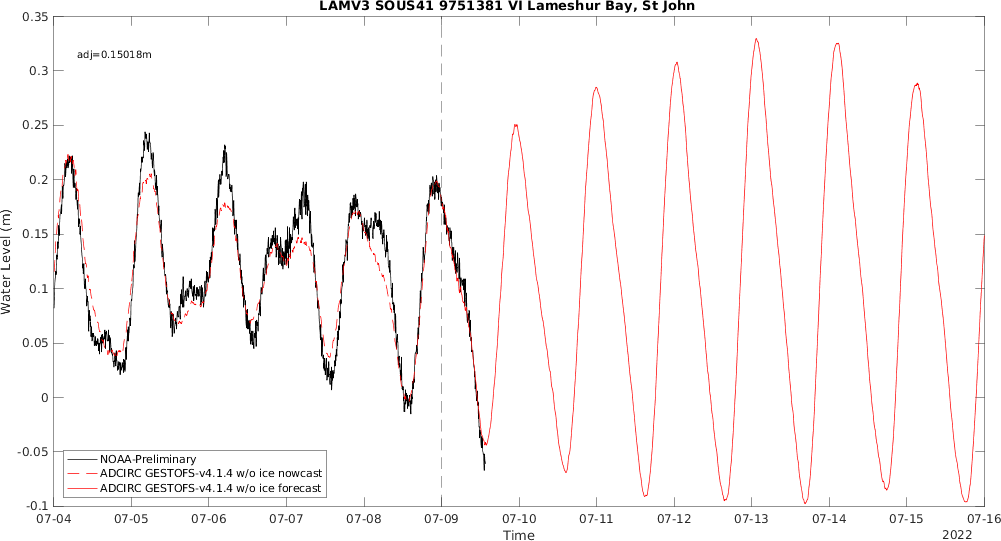 LAMV3 SOUS41 9751381 VI Lameshur Bay, St John
0.35
0.3
0.25
0.2
0.15
0.1
0.05
0
-0.05
-0.1
Water Level (m)
adj=0.15018m
NOAA-Preliminary
ADCIRC GESTOFS-v4.1.4 w/o ice nowcast
ADCIRC GESTOFS-v4.1.4 w/o ice forecast
07-04 07-05 07-06 07-07 07-08 07-09 07-10 07-11 07-12 07-13 07-14 07-15 07-16
Time
2022